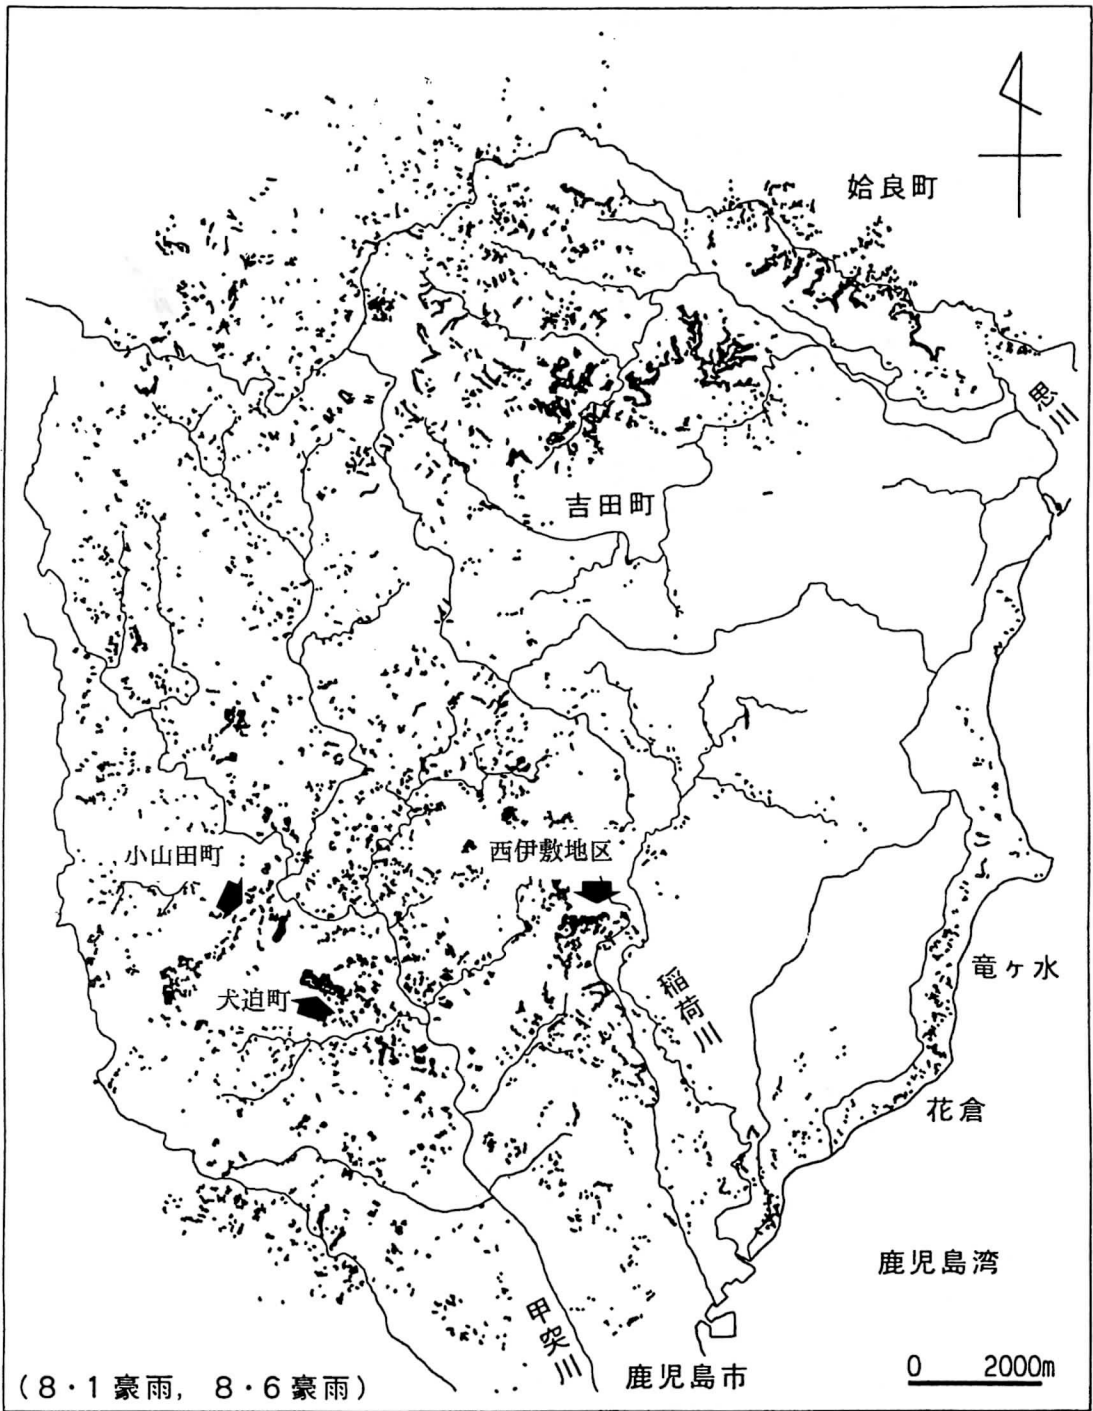 姶良町
思川
吉田町
小山田町
西伊敷地区
竜ヶ水
犬迫町
稲荷川
花倉
鹿児島湾
甲突川
鹿児島市
0 2000m
(8・1豪雨, 8・6豪雨)